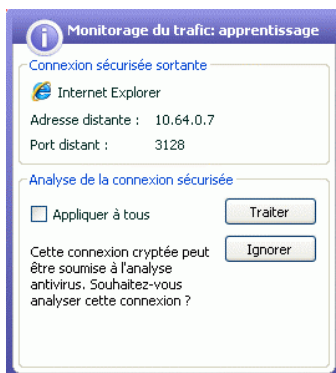 Monitorage du trafic: apprentissage
Connexion sécurisée sortante
Internet Explorer
Adresse distante : 10.64.0.7
Port distant : 3128
Analyse de la connexion sécurisée
Appliquer à tous
Traiter
Cette connexion cryptée peut
être soumise à l'analyse
antivirus. Souhaitez-vous
analyser cette connexion ?
Ignorer